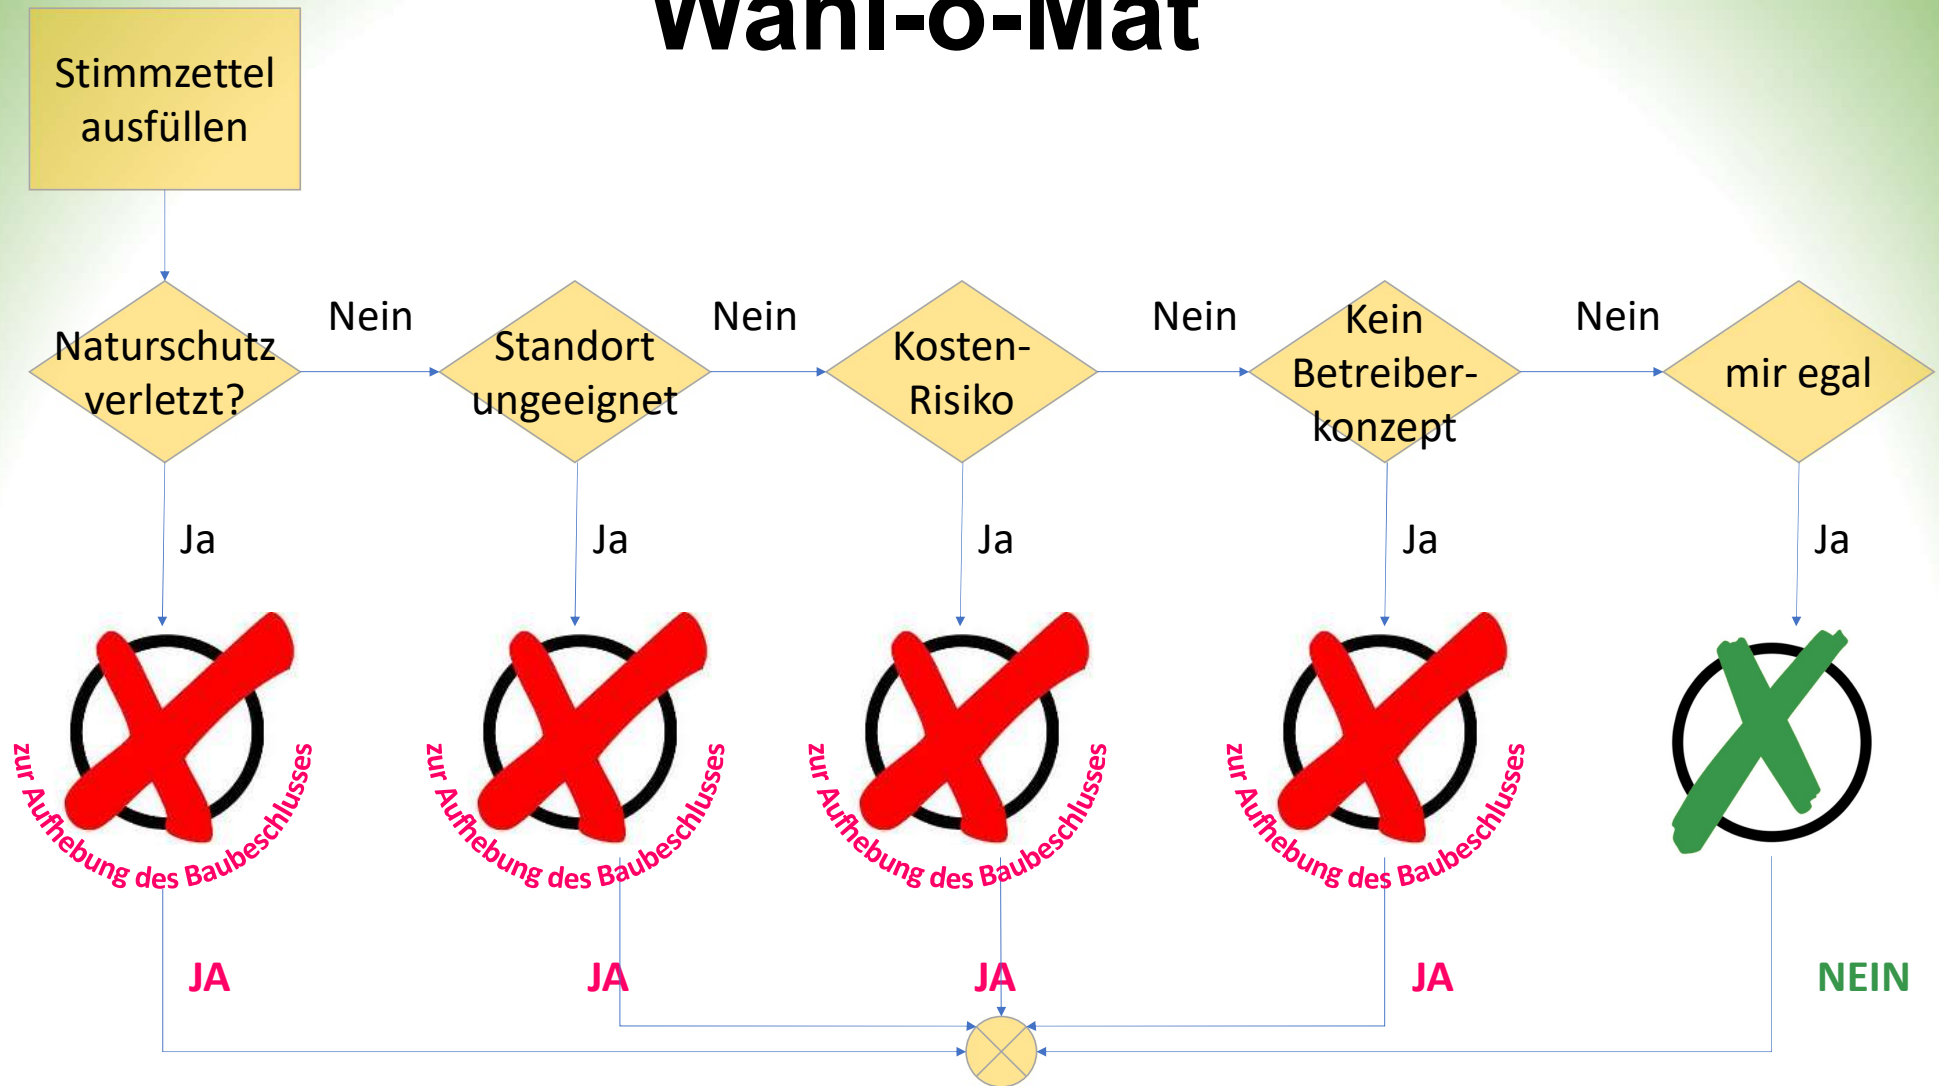 Wahl-o-Mat
Stimmzettel
ausfüllen
Nein
Nein
Nein
Nein
Naturschutz
verletzt?
Standort
ungeeignet
Kosten-
Risiko
Kein
Betreiber-
konzept
mir egal
Ja
Ja
Ja
Ja
Ja
zur Aufhebung des Baubeschlusses
zur Aufhebung des Baubeschlusses
zur Aufhebung des Baubeschlusses
zur Aufhebung des Baubeschlusses
JA
JA
JA
JA
NEIN